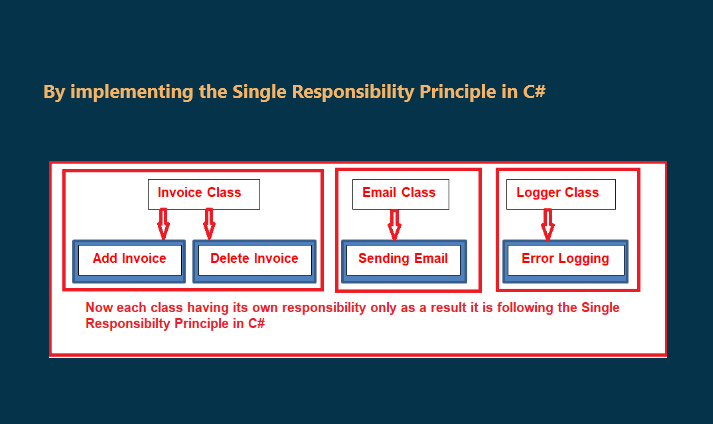 By implementing the Single Responsibility Principle in C#
Invoice Class
Email Class
Logger Class
Add Invoice
Delete Invoice
Sending Email
Error Logging
Now each class having its own responsibility only as a result it is following the Single
Responsibilty Principle in C#